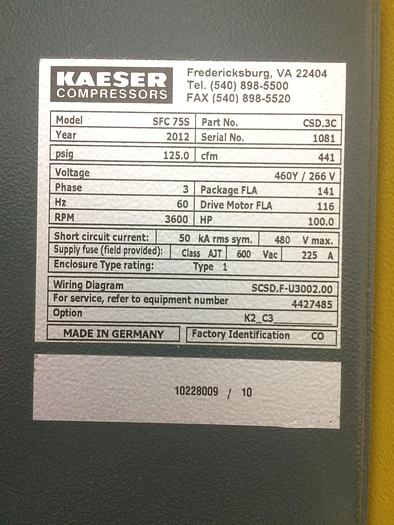 KAESER
COMPRESSORS
Fredericksburg, VA 22404
Tel. (540) 898-5500
FAX (540) 898-5520
Model SFC 75S Part No. CSD.3C
Year 2012 Serial No. 1081
psig 125.0 cfm 441
Voltage 460Y / 266 V
Phase 3 Package FLA 141
Hz 60 Drive Motor FLA 116
RPM 3600 HP 100.0
Short circuit current: 50 kA rms sym. 480 V max.
Supply fuse (field provided): Class AJT 600 Vac 225 A
Enclosure Type rating: Type 1
Wiring Diagram SCSD.F-U3002.00
For service, refer to equipment number 4427485
Option K2_C3_
MADE IN GERMANY Factory Identification CO
10228009 / 10